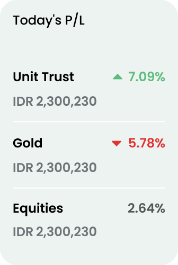 Today's P/L
Unit Trust ▲ 7.09%
IDR 2,300,230
Gold ▼ 5.78%
IDR 2,300,230
Equities 2.64%
IDR 2,300,230